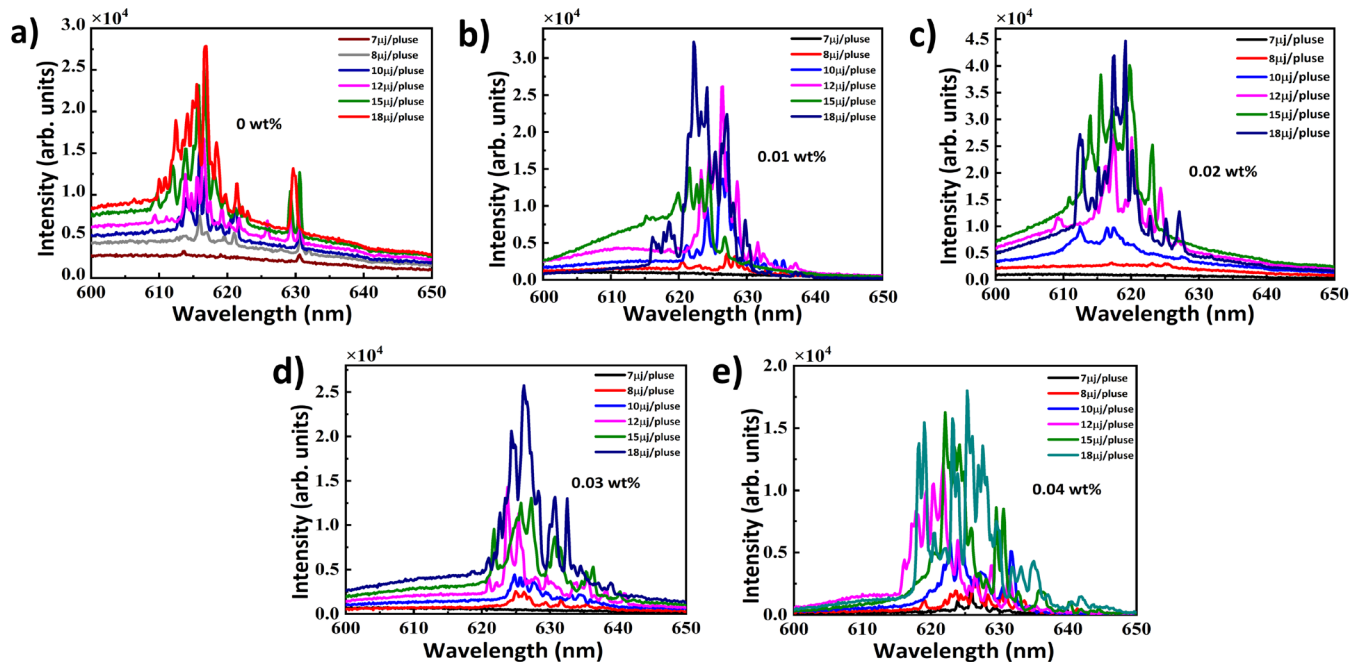 a)
×10⁴
3.0
2.5
2.0
1.5
1.0
0.5
0.0
Intensity (arb. units)
7μj/pluse
8μj/pluse
10μj/pluse
12μj/pluse
15μj/pluse
18μj/pluse
0 wt%
600 610 620 630 640 650
Wavelength (nm)
b)
×10⁴
3.0
2.5
2.0
1.5
1.0
0.5
0.0
Intensity (arb. units)
7μj/pluse
8μj/pluse
10μj/pluse
12μj/pluse
15μj/pluse
18μj/pluse
0.01 wt%
600 610 620 630 640 650
Wavelength (nm)
c)
×10⁴
4.5
4.0
3.5
3.0
2.5
2.0
1.5
1.0
0.5
0.0
Intensity (arb. units)
7μj/pluse
8μj/pluse
10μj/pluse
12μj/pluse
15μj/pluse
18μj/pluse
0.02 wt%
600 610 620 630 640 650
Wavelength (nm)
d)
×10⁴
2.5
2.0
1.5
1.0
0.5
0.0
Intensity (arb. units)
7μj/pluse
8μj/pluse
10μj/pluse
12μj/pluse
15μj/pluse
18μj/pluse
0.03 wt%
600 610 620 630 640 650
Wavelength (nm)
e)
×10⁴
2.0
1.5
1.0
0.5
0.0
Intensity (arb. units)
7μj/pluse
8μj/pluse
10μj/pluse
12μj/pluse
15μj/pluse
18μj/pluse
0.04 wt%
600 610 620 630 640 650
Wavelength (nm)